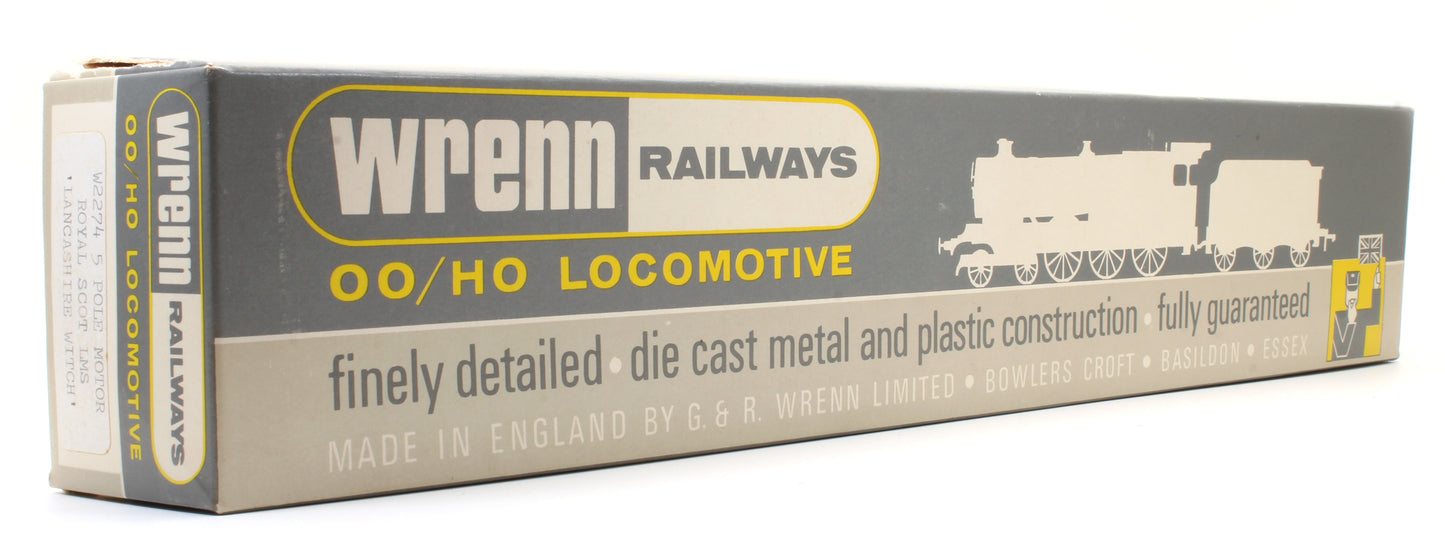 W2274 5 POLE MOTOR
ROYAL SCOT LMS
'LANCASHIRE WITCH'
wrenn RAILWAYS
OO/HO LOCOMOTIVE
wrenn RAILWAYS
OO/HO LOCOMOTIVE
finely detailed • die cast metal and plastic construction • fully guaranteed
MADE IN ENGLAND BY G. & R. WRENN LIMITED • BOWLERS CROFT • BASILDON • ESSEX